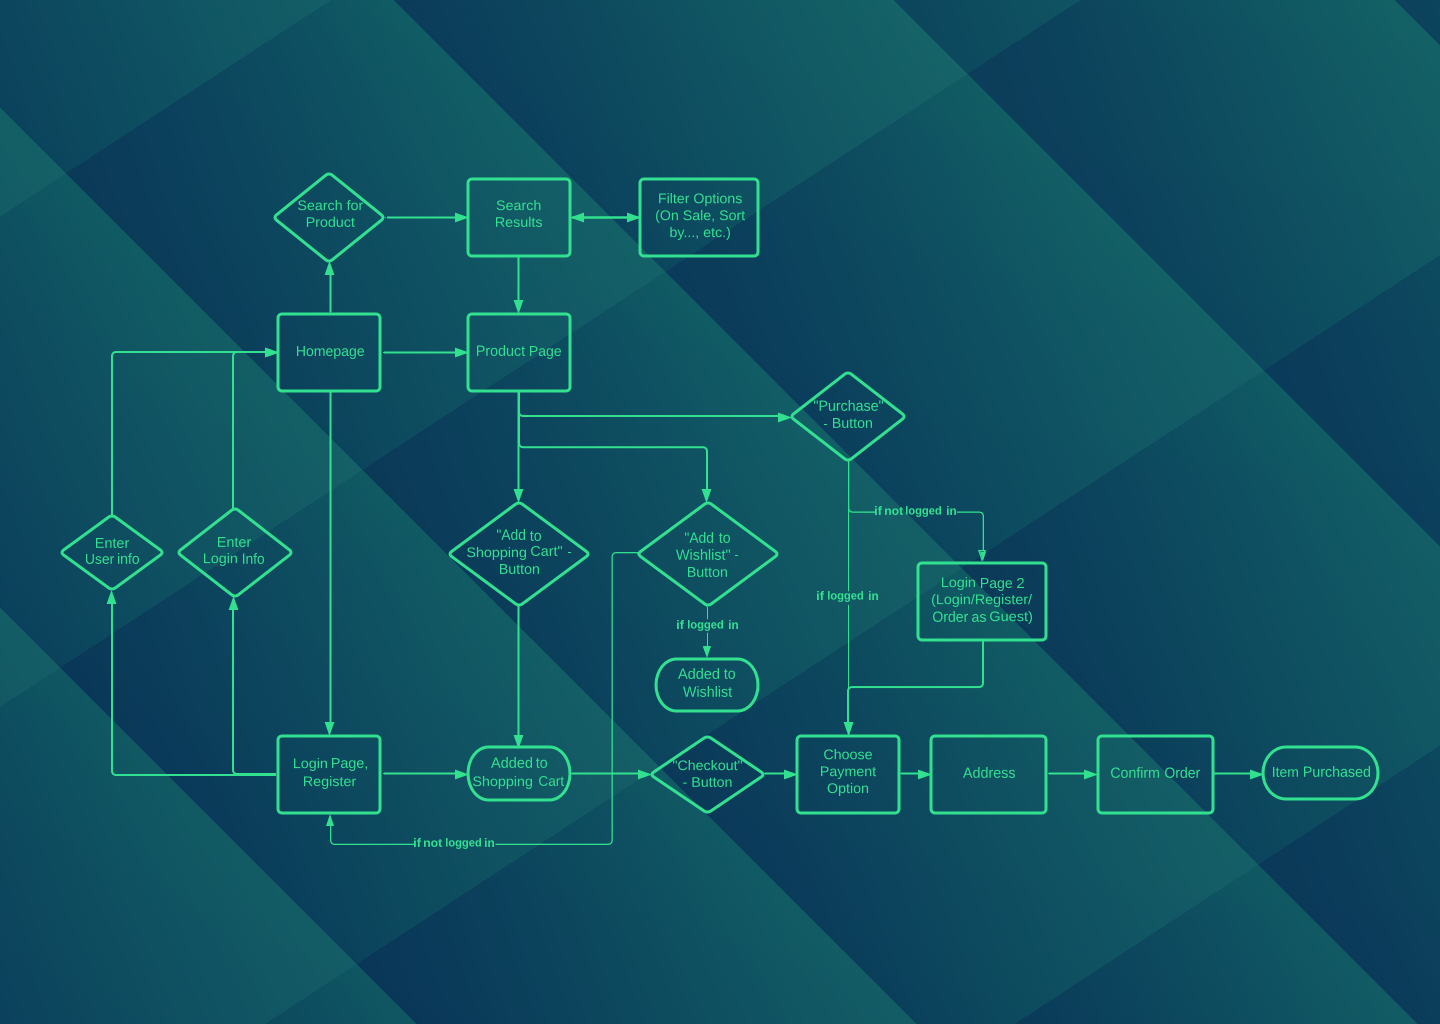 Search for
Product
Search
Results
Filter Options
(On Sale, Sort
by..., etc.)
Homepage
Product Page
"Purchase"
- Button
Enter
User info
Enter
Login Info
"Add to
Shopping Cart" -
Button
"Add to
Wishlist" -
Button
if not logged in
if logged in
Login Page 2
(Login/Register/
Order as Guest)
if logged in
Added to
Wishlist
Login Page,
Register
Added to
Shopping Cart
"Checkout"
- Button
Choose
Payment
Option
Address
Confirm Order
Item Purchased
if not logged in